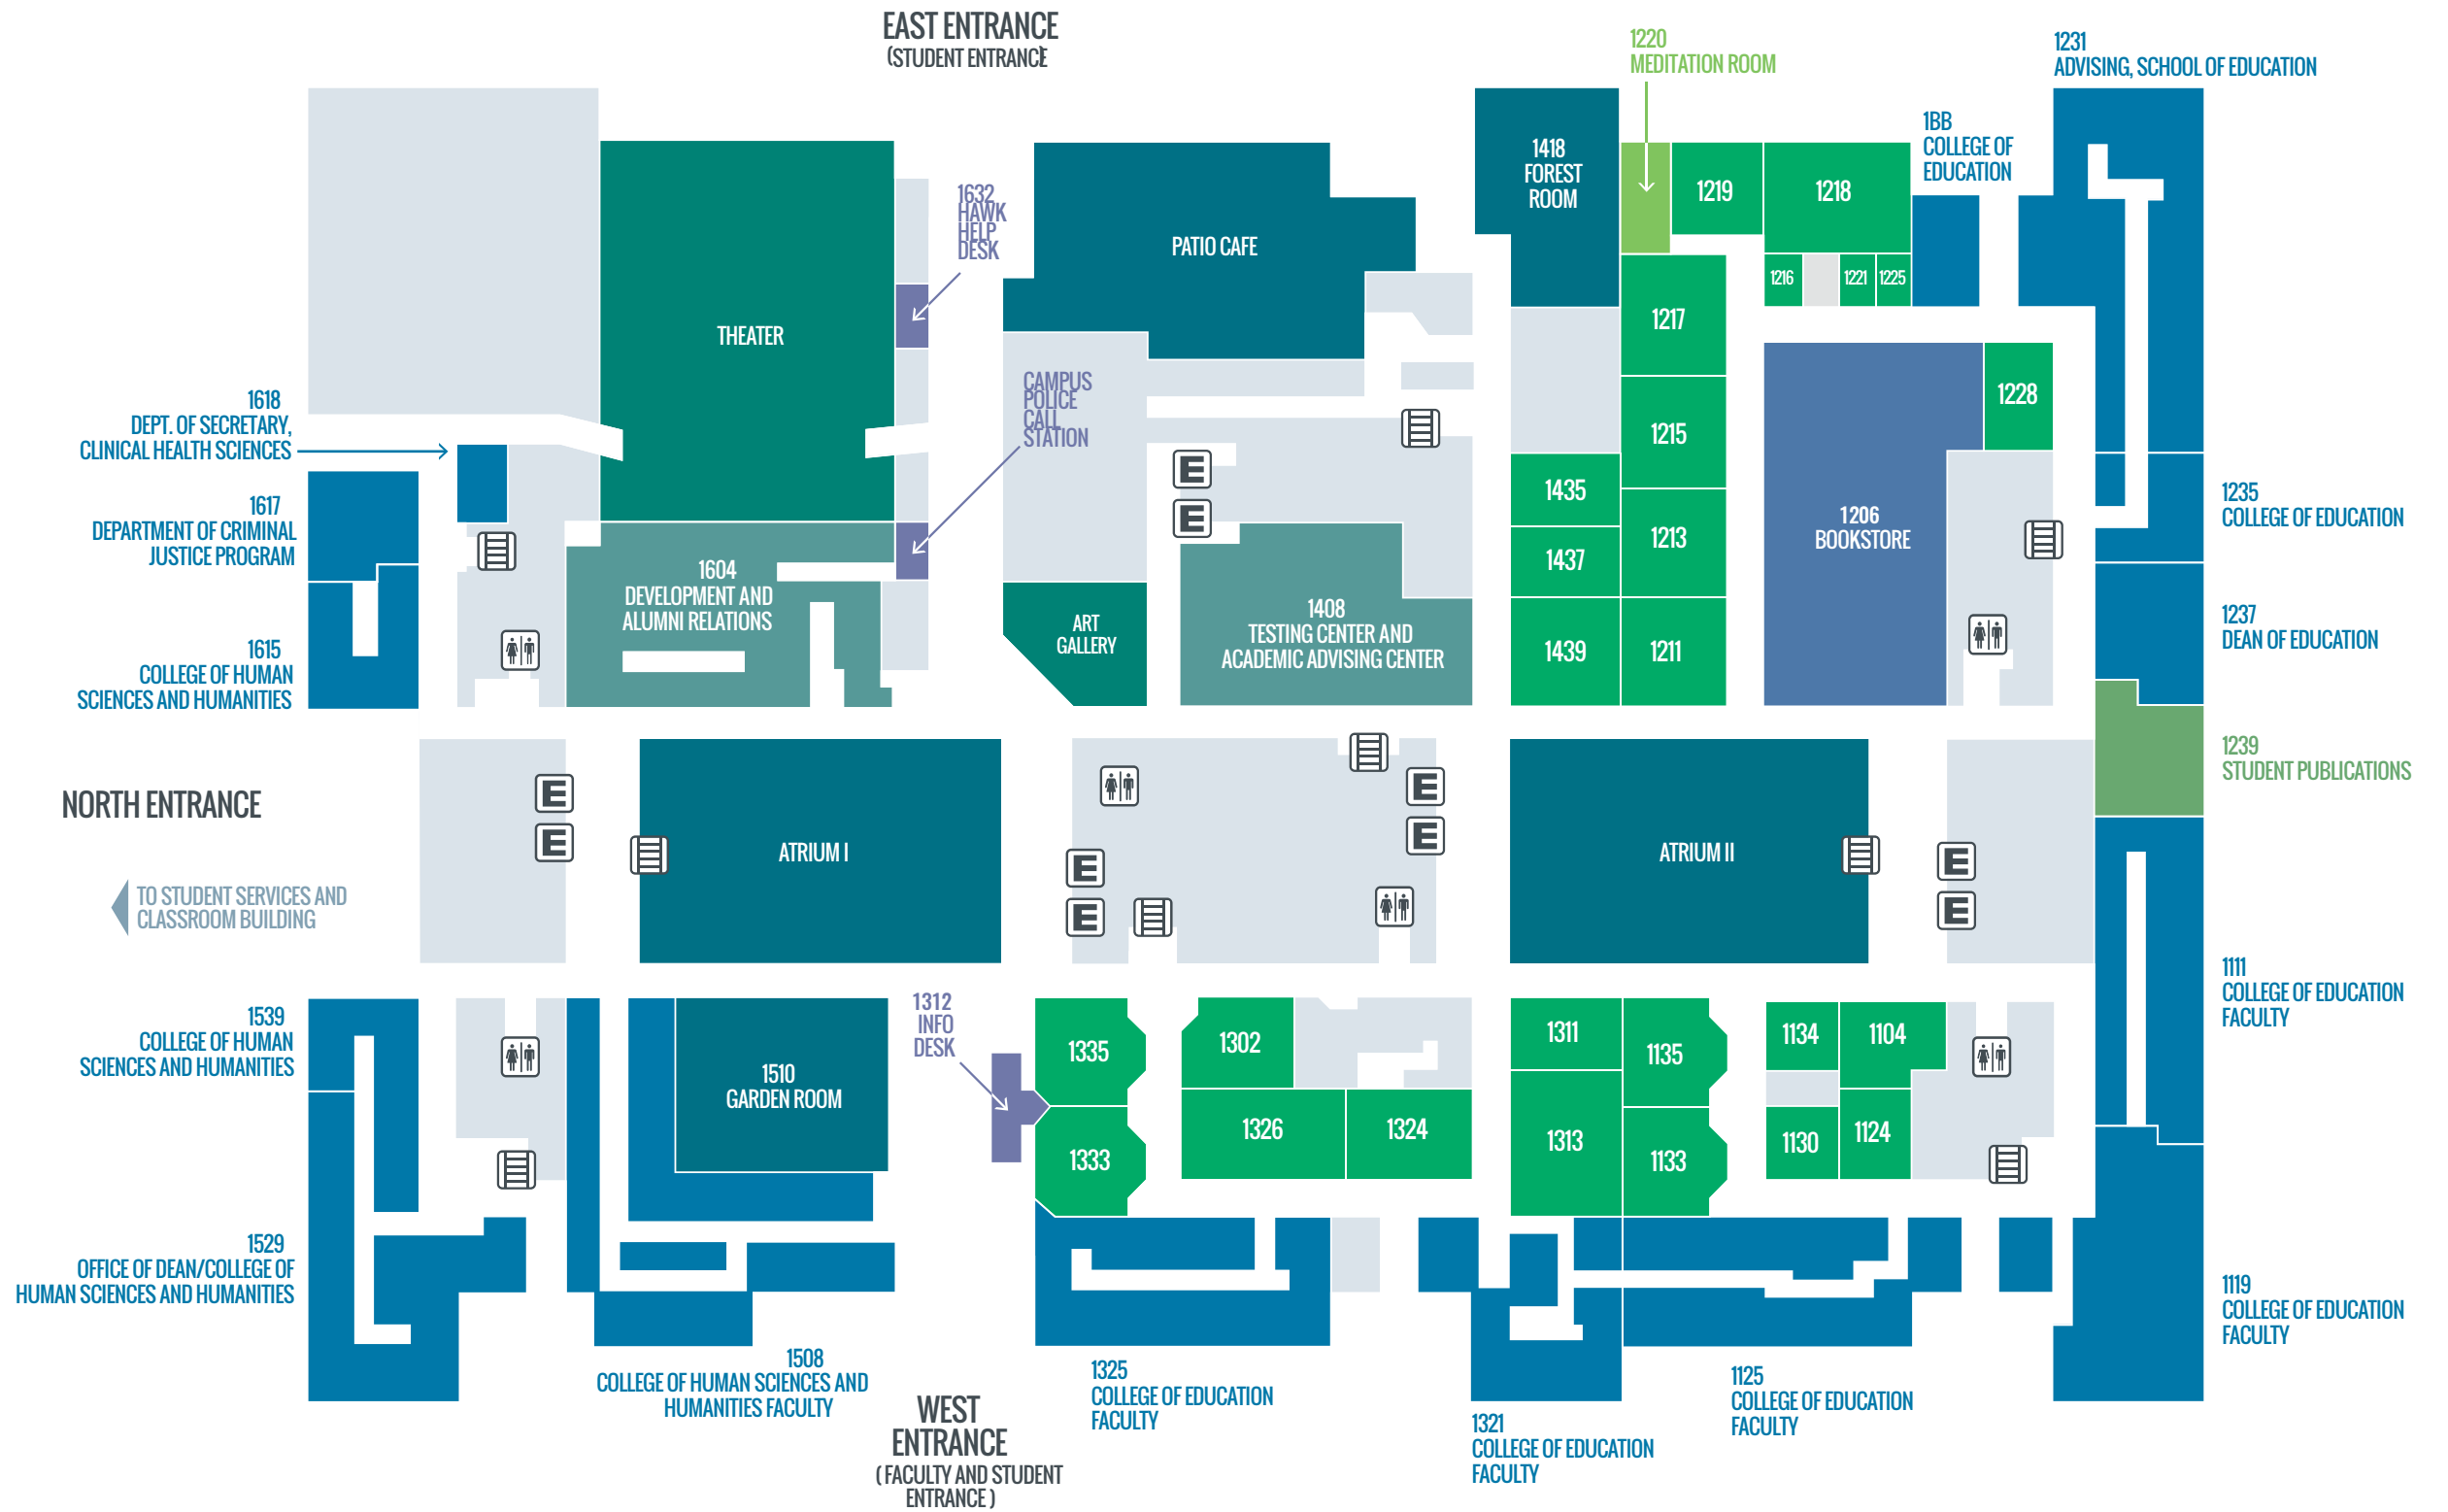 EAST ENTRANCE
(STUDENT ENTRANCE)
1220
MEDITATION ROOM
1231
ADVISING, SCHOOL OF EDUCATION
1BB
COLLEGE OF
EDUCATION
1418
FOREST
ROOM
1219
1218
1632
HAWK
HELP
DESK
PATIO CAFE
1216
1221
1225
THEATER
1217
CAMPUS
POLICE
CALL
STATION
1228
1618
DEPT. OF SECRETARY,
CLINICAL HEALTH SCIENCES
1215
E
E
1435
1617
DEPARTMENT OF CRIMINAL
JUSTICE PROGRAM
1206
BOOKSTORE
1235
COLLEGE OF EDUCATION
1213
1437
1604
DEVELOPMENT AND
ALUMNI RELATIONS
ART
GALLERY
1408
TESTING CENTER AND
ACADEMIC ADVISING CENTER
1439
1211
1237
DEAN OF EDUCATION
1615
COLLEGE OF HUMAN
SCIENCES AND HUMANITIES
1239
STUDENT PUBLICATIONS
NORTH ENTRANCE
E
E
ATRIUM I
E
E
E
E
ATRIUM II
E
E
TO STUDENT SERVICES AND
CLASSROOM BUILDING
1111
COLLEGE OF EDUCATION
FACULTY
1539
COLLEGE OF HUMAN
SCIENCES AND HUMANITIES
1510
GARDEN ROOM
1312
INFO
DESK
1335
1302
1311
1135
1134
1104
1333
1326
1324
1313
1133
1130
1124
1529
OFFICE OF DEAN/COLLEGE OF
HUMAN SCIENCES AND HUMANITIES
1119
COLLEGE OF EDUCATION
FACULTY
1508
COLLEGE OF HUMAN SCIENCES AND
HUMANITIES FACULTY
1325
COLLEGE OF EDUCATION
FACULTY
1125
COLLEGE OF EDUCATION
FACULTY
1321
COLLEGE OF EDUCATION
FACULTY
WEST
ENTRANCE
( FACULTY AND STUDENT
ENTRANCE )